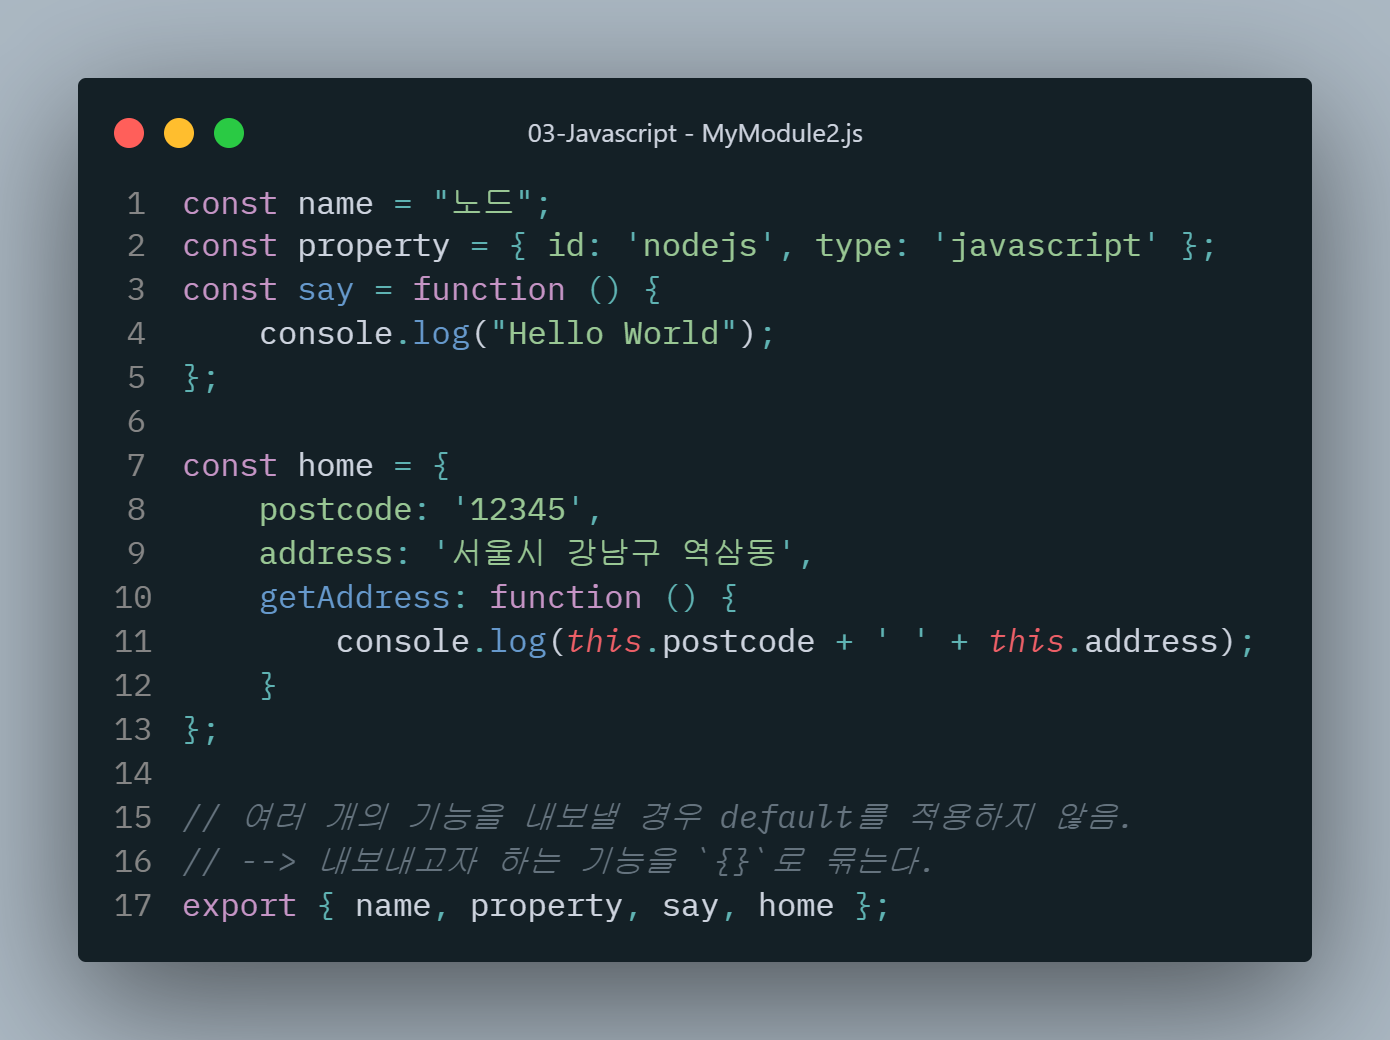 03-Javascript - MyModule2.js
1 const name = "노드";
2 const property = { id: 'nodejs', type: 'javascript' };
3 const say = function () {
4     console.log("Hello World");
5 };
6
7 const home = {
8     postcode: '12345',
9     address: '서울시 강남구 역삼동',
10     getAddress: function () {
11         console.log(this.postcode + ' ' + this.address);
12     }
13 };
14
15 // 여러 개의 기능을 내보낼 경우 default를 적용하지 않음.
16 // --> 내보내고자 하는 기능을 `{}`로 묶는다.
17 export { name, property, say, home };